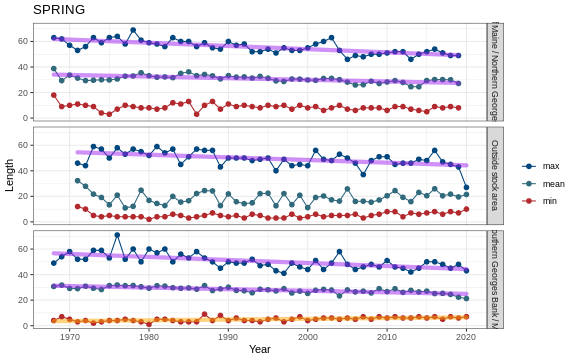 SPRING
60
40
20
0
Maine / Northern George
60
40
20
0
Outside stock area
60
40
20
0
outhern Georges Bank / M
1970
1980
1990
2000
2010
2020
Year
Length
max
mean
min